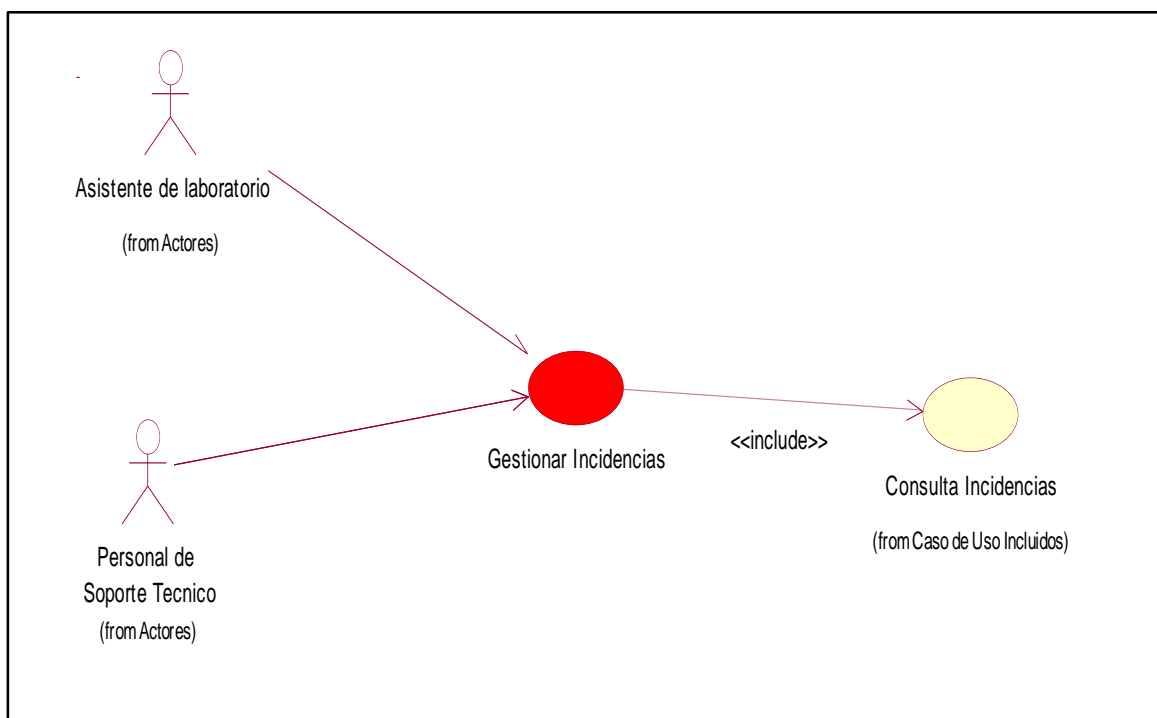 Asistente de laboratorio
(from Actores)
Gestionar Incidencias
<<include>>
Consulta Incidencias
(from Caso de Uso Incluidos)
Personal de
Soporte Tecnico
(from Actores)